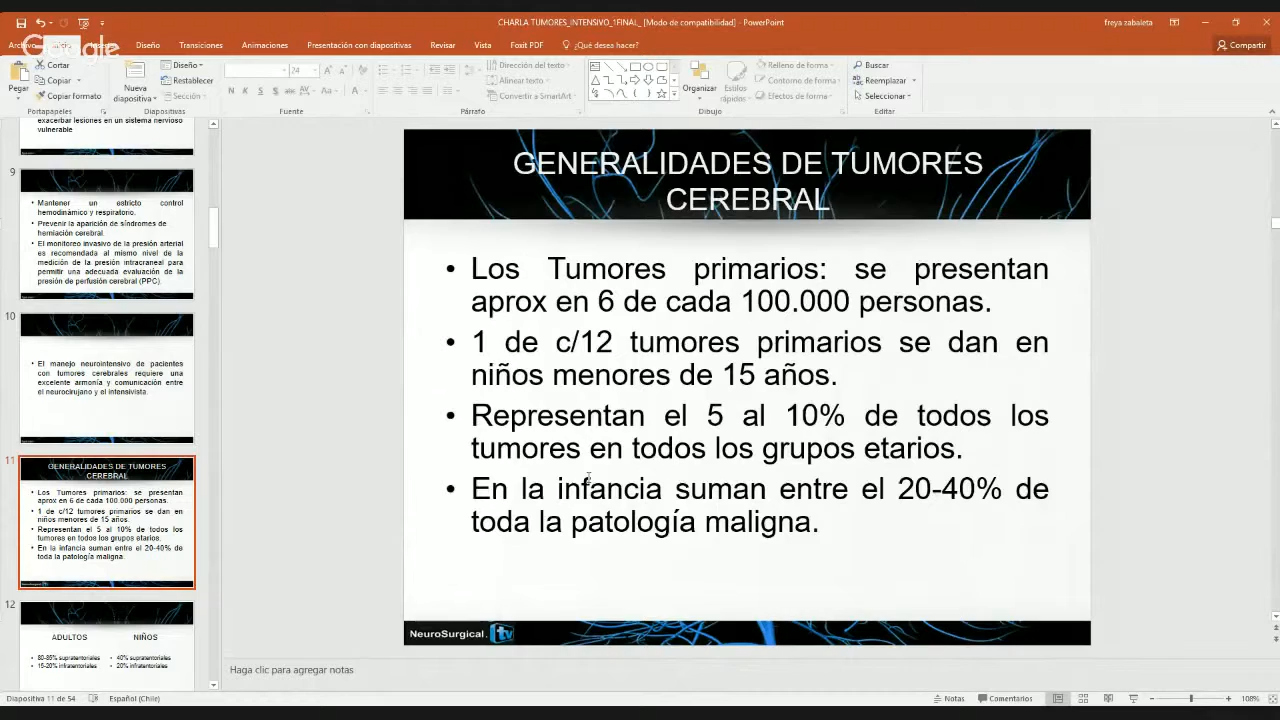 CHARLA TUMORES_INTENSIVO_1FINAL_ [Modo de compatibilidad] - PowerPoint
freya zabaleta
Google
Archivo
Diseño
Transiciones
Animaciones
Presentación con diapositivas
Revisar
Vista
Foxit PDF
¿Qué desea hacer?
Compartir
Pegar
Cortar
Copiar
Copiar formato
Portapapeles
Nueva
diapositiva
Diseño
Restablecer
Sección
Diapositivas
24
N K S S abc AV Aa A
Fuente
Dirección del texto
Alinear texto
Convertir a SmartArt
Párrafo
Organizar
Estilos
rápidos
Relleno de forma
Contorno de forma
Efectos de forma
Dibujo
Buscar
Reemplazar
Seleccionar
Editar
exacerbar lesiones en un sistema nervioso
vulnerable
9
Mantener un estricto control
hemodinámico y respiratorio.
Prevenir la aparición de síndromes de
herniación cerebral.
El monitoreo invasivo de la presión arterial
es recomendada al mismo nivel de la
medición de la presión intracraneal para
permitir una adecuada evaluación de la
presión de perfusión cerebral (PPC).
10
El manejo neurointensivo de pacientes
con tumores cerebrales requiere una
excelente armonía y comunicación entre
el neurocirujano y el intensivista.
11
GENERALIDADES DE TUMORES
CEREBRAL
Los Tumores primarios: se presentan
aprox en 6 de cada 100.000 personas.
1 de c/12 tumores primarios se dan en
niños menores de 15 años.
Representan el 5 al 10% de todos los
tumores en todos los grupos etarios.
En la infancia suman entre el 20-40% de
toda la patología maligna.
12
ADULTOS
NIÑOS
• 80-85% supratentoriales
• 40% supratentoriales
• 15-20% infratentoriales
• 20% infratentoriales
GENERALIDADES DE TUMORES
CEREBRAL
• Los Tumores primarios: se presentan
aprox en 6 de cada 100.000 personas.
• 1 de c/12 tumores primarios se dan en
niños menores de 15 años.
• Representan el 5 al 10% de todos los
tumores en todos los grupos etarios.
• En la infancia suman entre el 20-40% de
toda la patología maligna.
NeuroSurgical. tv
Haga clic para agregar notas
Diapositiva 11 de 54
Español (Chile)
Notas
Comentarios
108%